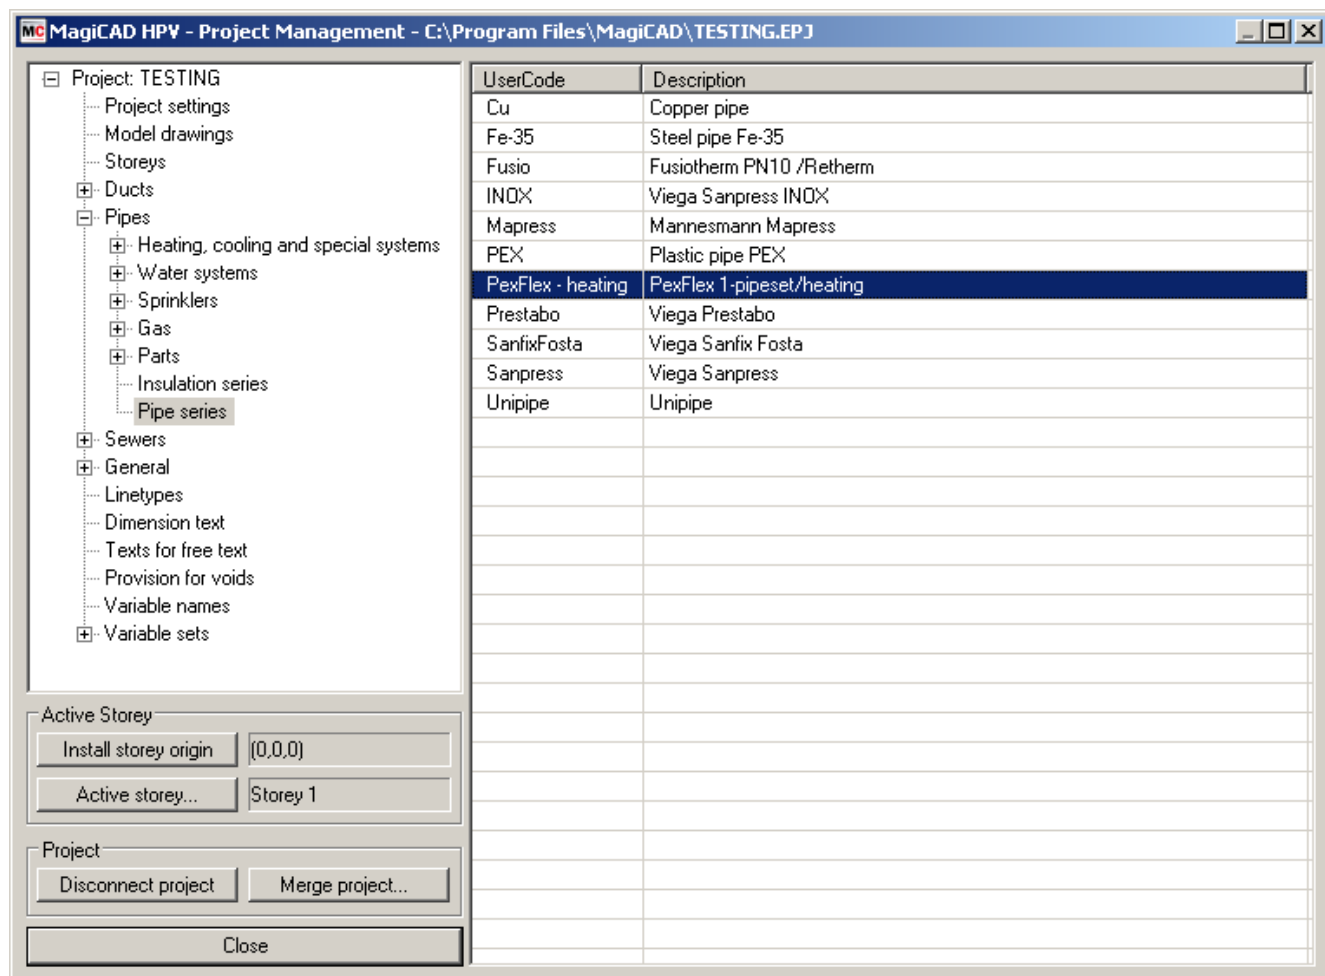 MC MagiCAD HPV - Project Management - C:\Program Files\MagiCAD\TESTING.EPJ
Project: TESTING
Project settings
Model drawings
Storeys
Ducts
Pipes
Heating, cooling and special systems
Water systems
Sprinklers
Gas
Parts
Insulation series
Pipe series
Sewers
General
Linetypes
Dimension text
Texts for free text
Provision for voids
Variable names
Variable sets
Active Storey
Install storey origin (0,0,0)
Active storey... Storey 1
Project
Disconnect project Merge project...
Close
UserCode Description
Cu Copper pipe
Fe-35 Steel pipe Fe-35
Fusio Fusiotherm PN10 /Retherm
INOX Viega Sanpress INOX
Mapress Mannesmann Mapress
PEX Plastic pipe PEX
PexFlex - heating PexFlex 1-pipeset/heating
Prestabo Viega Prestabo
SanfixFosta Viega Sanfix Fosta
Sanpress Viega Sanpress
Unipipe Unipipe